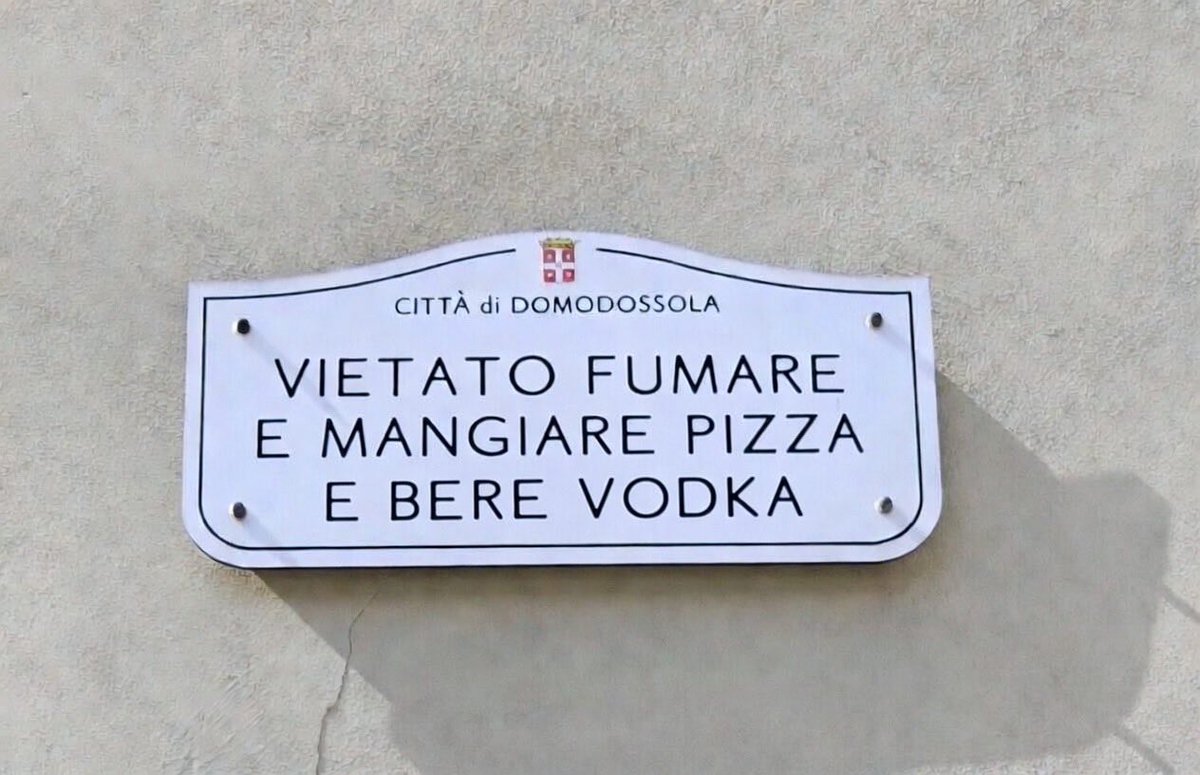 CITTÀ di DOMODOSSOLA
VIETATO FUMARE
E MANGIARE PIZZA
E BERE VODKA